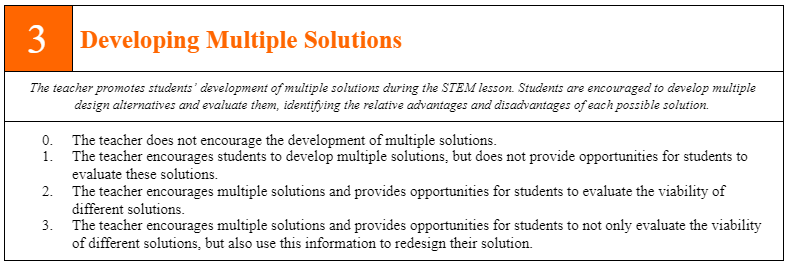 3 Developing Multiple Solutions
The teacher promotes students' development of multiple solutions during the STEM lesson. Students are encouraged to develop multiple
design alternatives and evaluate them, identifying the relative advantages and disadvantages of each possible solution.
0. The teacher does not encourage the development of multiple solutions.
1. The teacher encourages students to develop multiple solutions, but does not provide opportunities for students to
evaluate these solutions.
2. The teacher encourages multiple solutions and provides opportunities for students to evaluate the viability of
different solutions.
3. The teacher encourages multiple solutions and provides opportunities for students to not only evaluate the viability
of different solutions, but also use this information to redesign their solution.